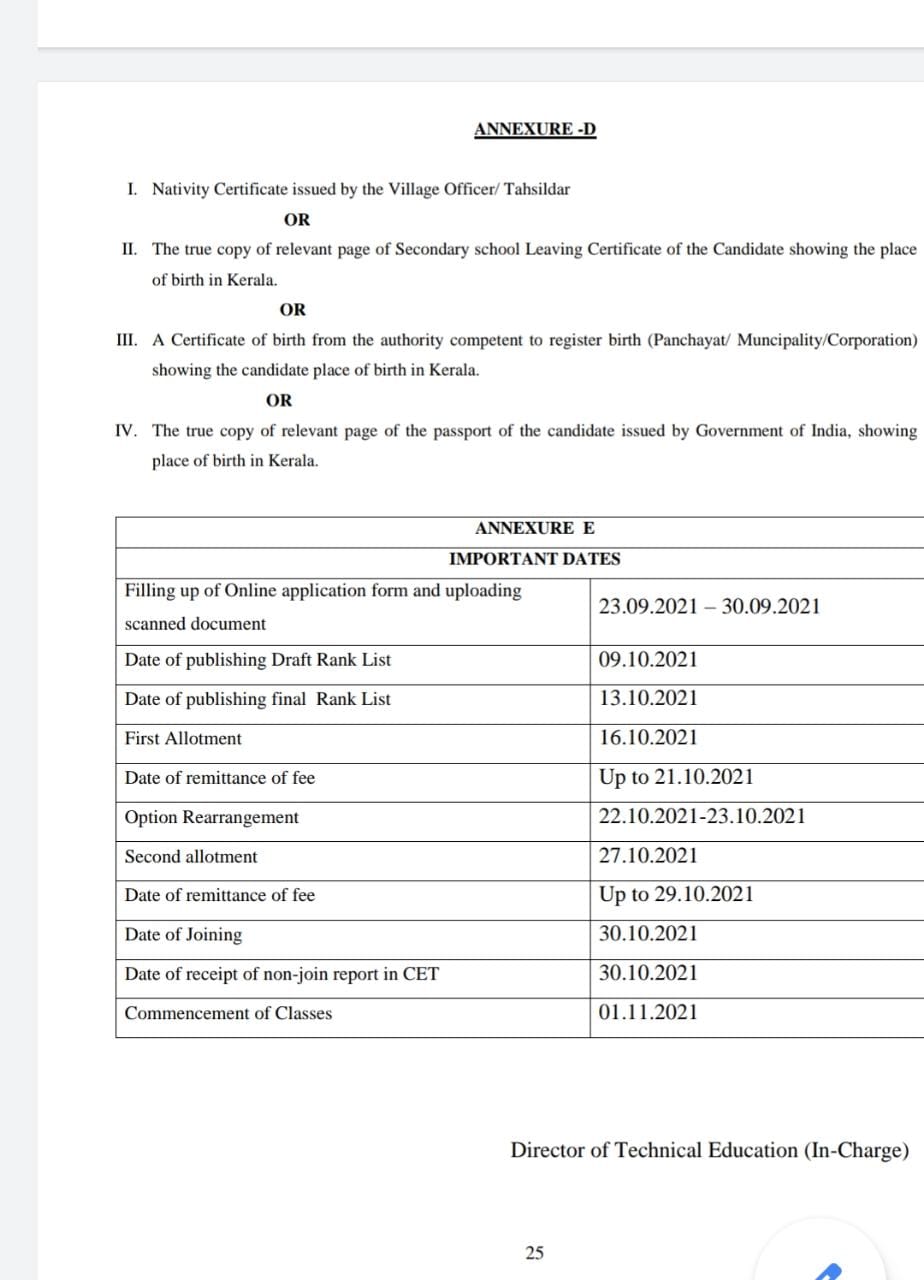 ANNEXURE -D
I. Nativity Certificate issued by the Village Officer/ Tahsildar
OR
II. The true copy of relevant page of Secondary school Leaving Certificate of the Candidate showing the place
of birth in Kerala.
OR
III. A Certificate of birth from the authority competent to register birth (Panchayat/ Muncipality/Corporation)
showing the candidate place of birth in Kerala.
OR
IV. The true copy of relevant page of the passport of the candidate issued by Government of India, showing
place of birth in Kerala.
ANNEXURE E
IMPORTANT DATES
Filling up of Online application form and uploading
scanned document
23.09.2021 – 30.09.2021
Date of publishing Draft Rank List 09.10.2021
Date of publishing final Rank List 13.10.2021
First Allotment 16.10.2021
Date of remittance of fee Up to 21.10.2021
Option Rearrangement 22.10.2021-23.10.2021
Second allotment 27.10.2021
Date of remittance of fee Up to 29.10.2021
Date of Joining 30.10.2021
Date of receipt of non-join report in CET 30.10.2021
Commencement of Classes 01.11.2021
Director of Technical Education (In-Charge)
25